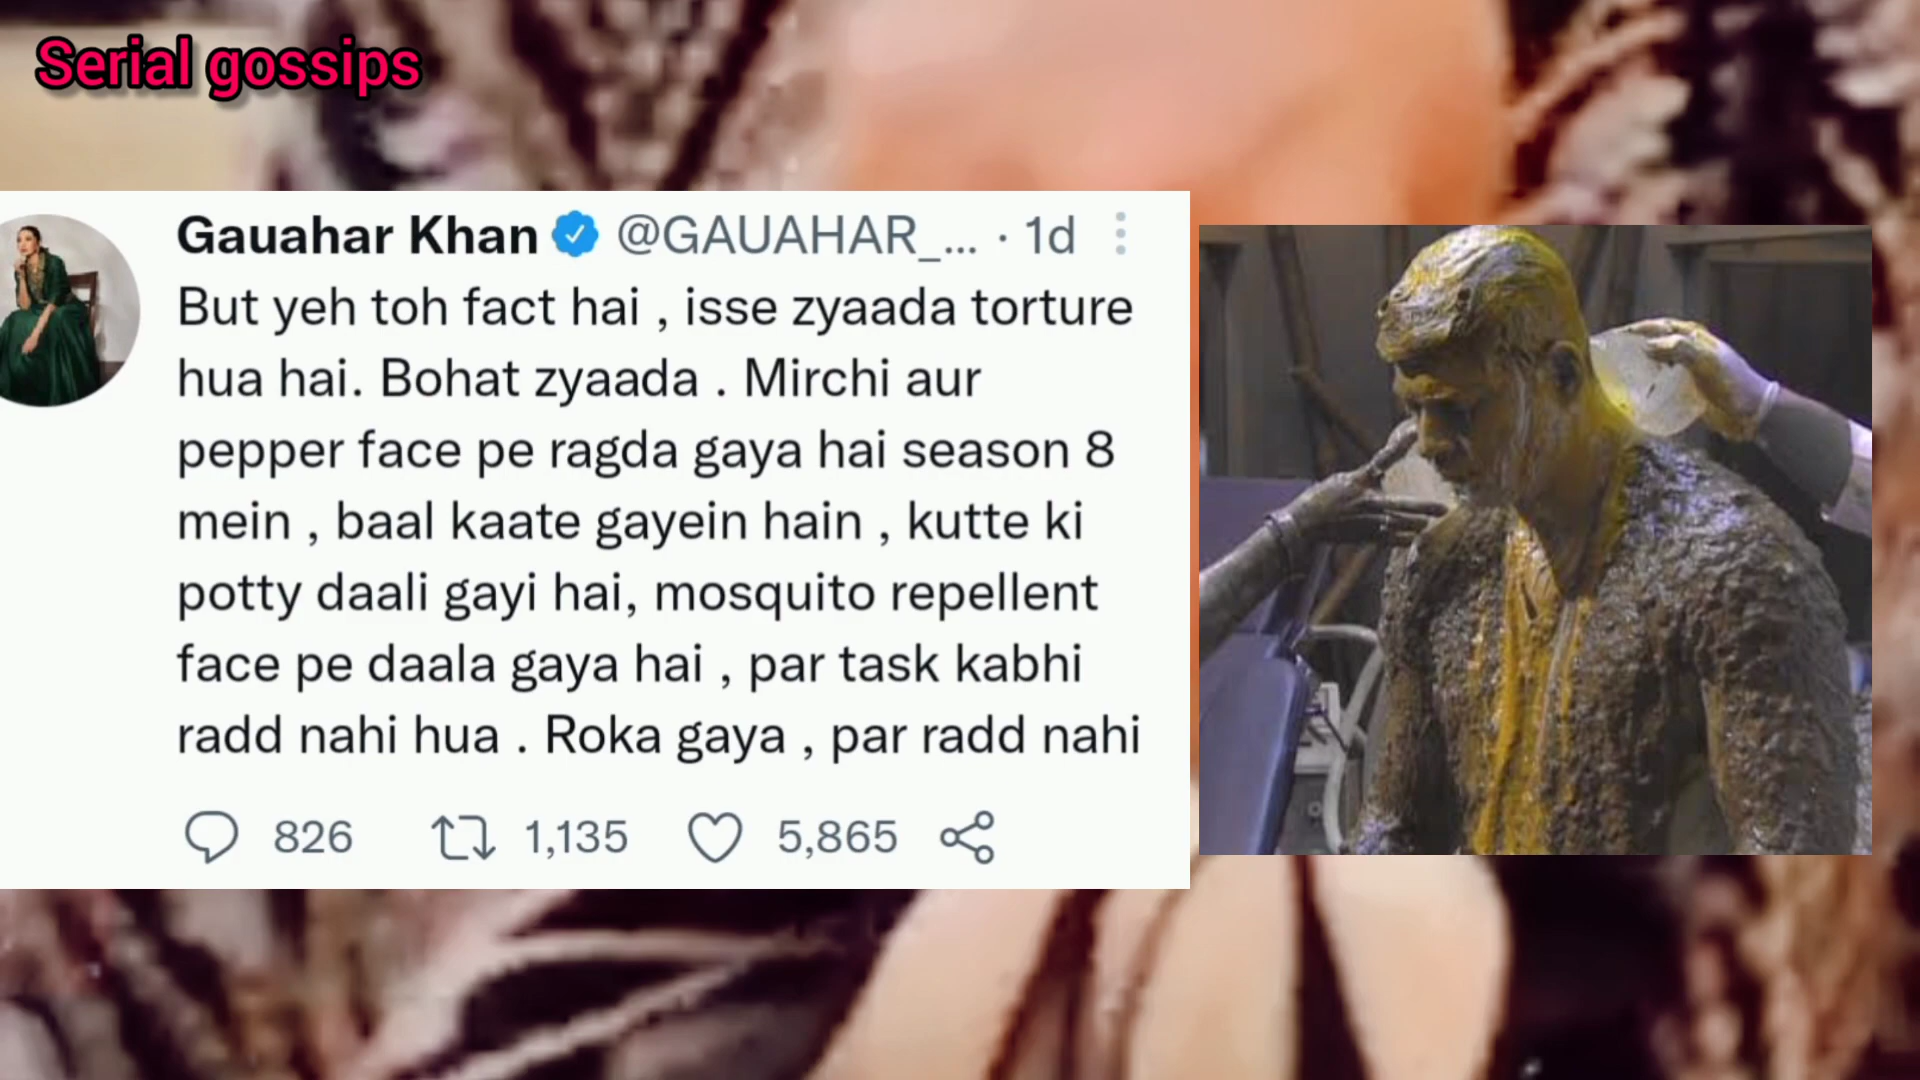 Serial gossips
Gauahar Khan @GAUAHAR_... · 1d
But yeh toh fact hai , isse zyaada torture
hua hai. Bohat zyaada . Mirchi aur
pepper face pe ragda gaya hai season 8
mein , baal kaate gayein hain , kutte ki
potty daali gayi hai, mosquito repellent
face pe daala gaya hai , par task kabhi
radd nahi hua . Roka gaya , par radd nahi
826 1,135 5,865